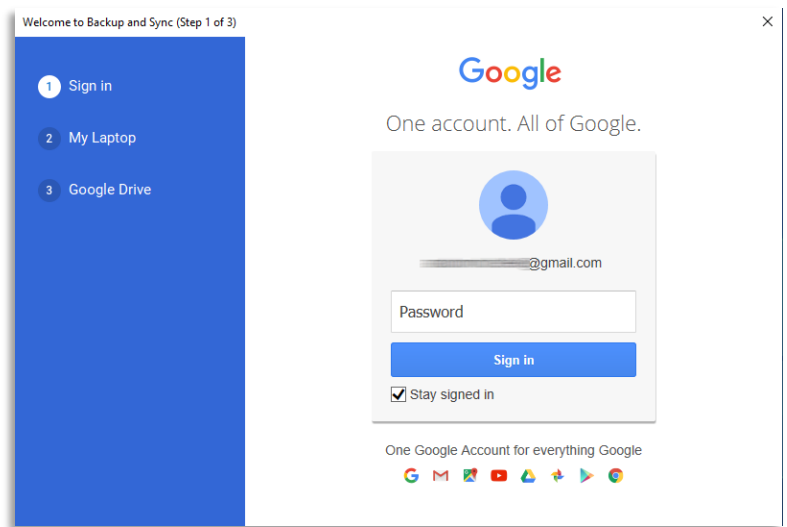 Welcome to Backup and Sync (Step 1 of 3)
1 Sign in
2 My Laptop
3 Google Drive
Google
One account. All of Google.
@gmail.com
Password
Sign in
Stay signed in
One Google Account for everything Google